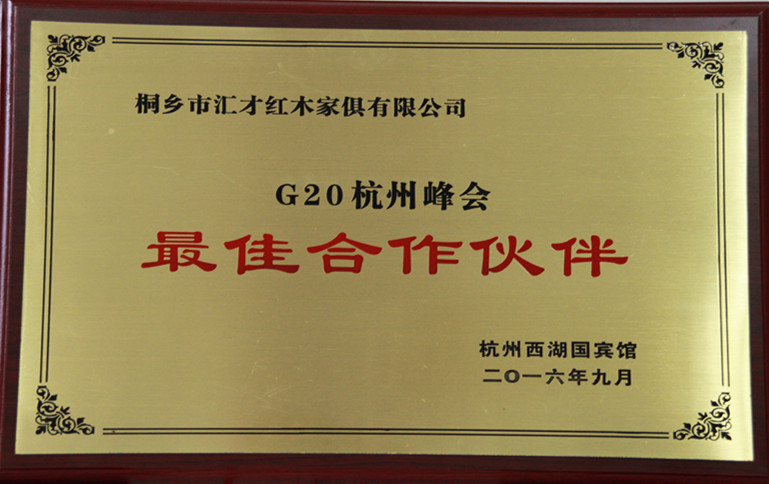 桐乡市汇才红木家俱有限公司
G20杭州峰会
最佳合作伙伴
杭州西湖国宾馆
二〇一六年九月